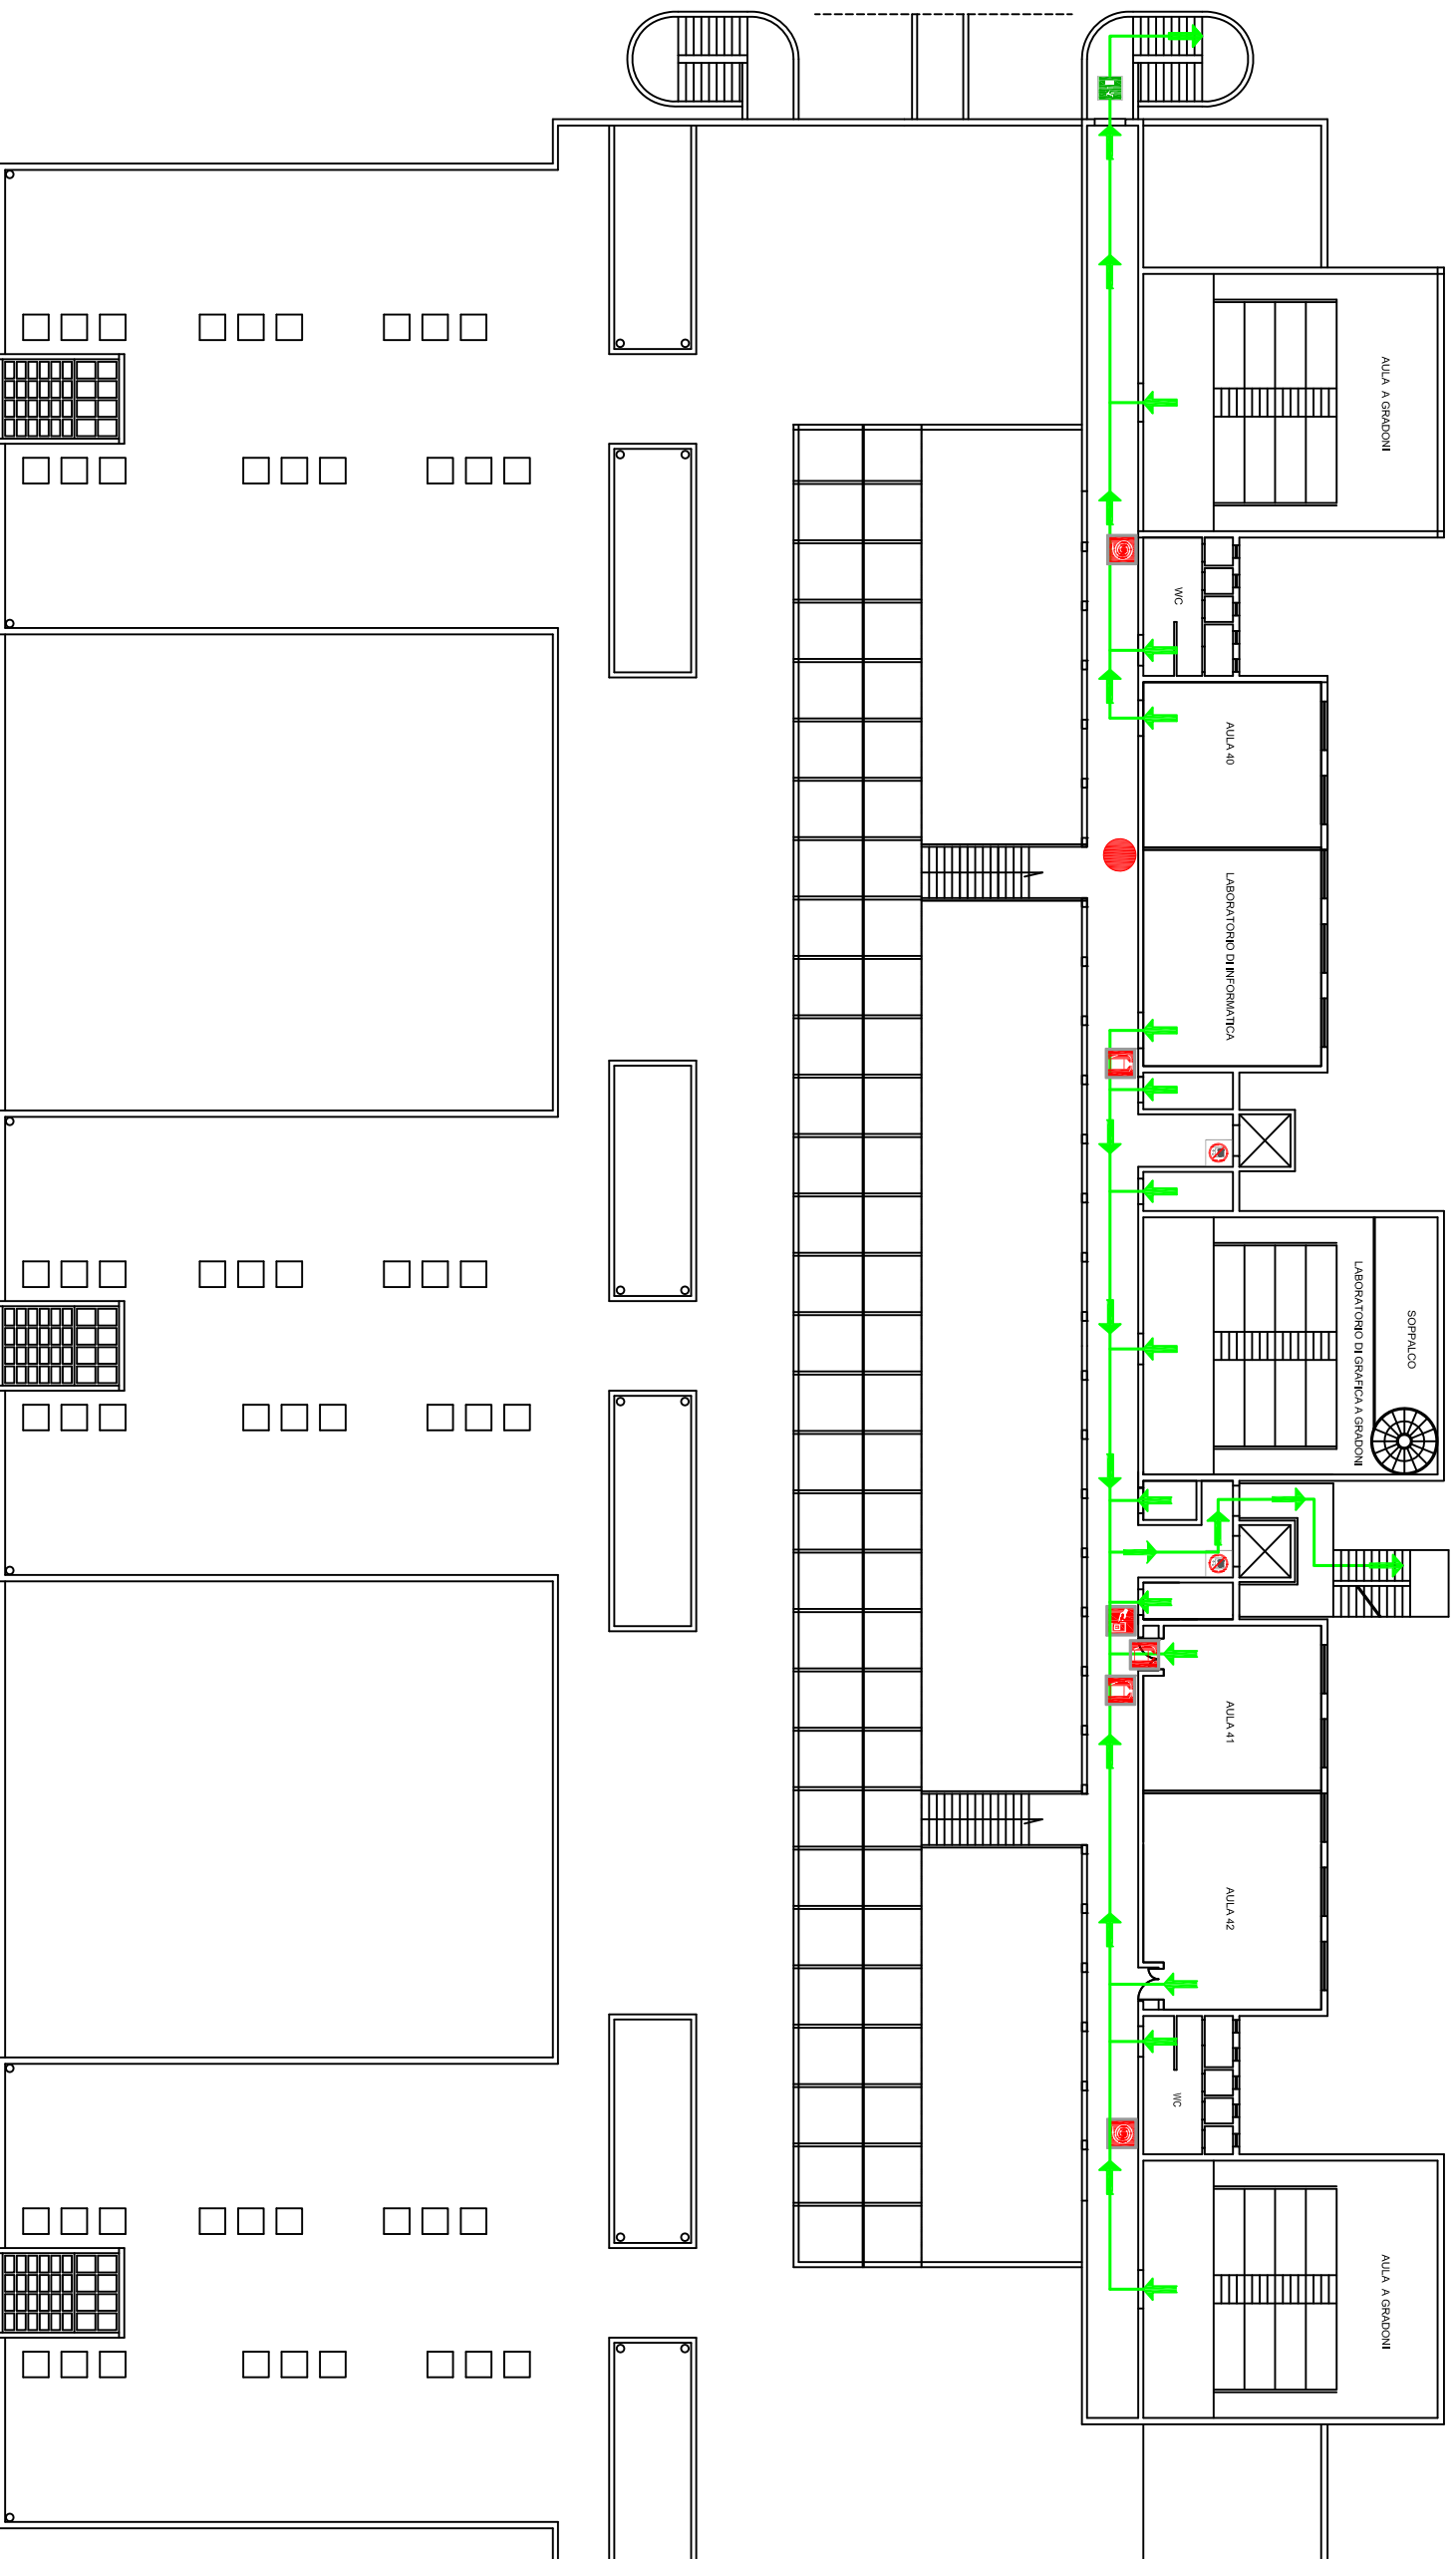 AULA A GRADONI
WC
AULA 40
LABORATORIO DI INFORMATICA
SOPPALCO
LABORATORIO DI GRAFICA A GRADONI
AULA 41
AULA 42
WC
AULA A GRADONI